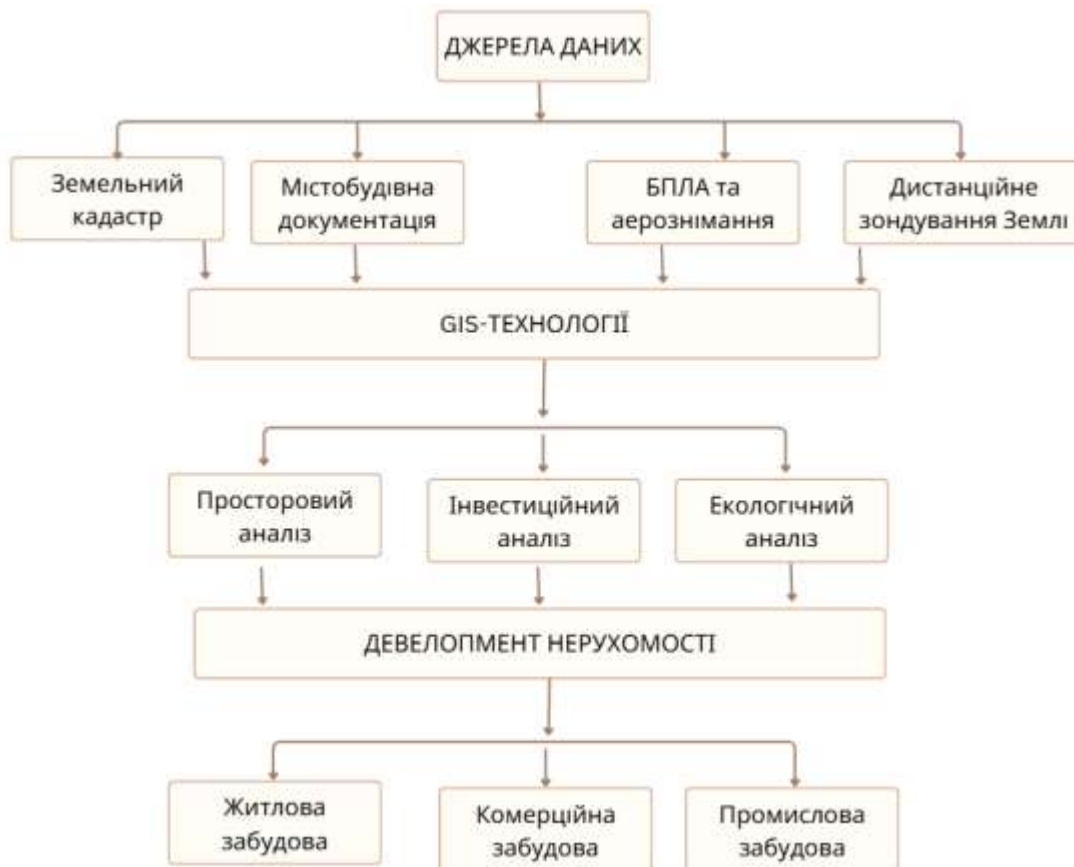 ДЖЕРЕЛА ДАНИХ
Земельний
кадастр
Містобудівна
документація
БПЛА та
аерознімання
Дистанційне
зондування Землі
GIS-ТЕХНОЛОГІЇ
Просторовий
аналіз
Інвестиційний
аналіз
Екологічний
аналіз
ДЕВЕЛОПМЕНТ НЕРУХОМОСТІ
Житлова
забудова
Комерційна
забудова
Промислова
забудова